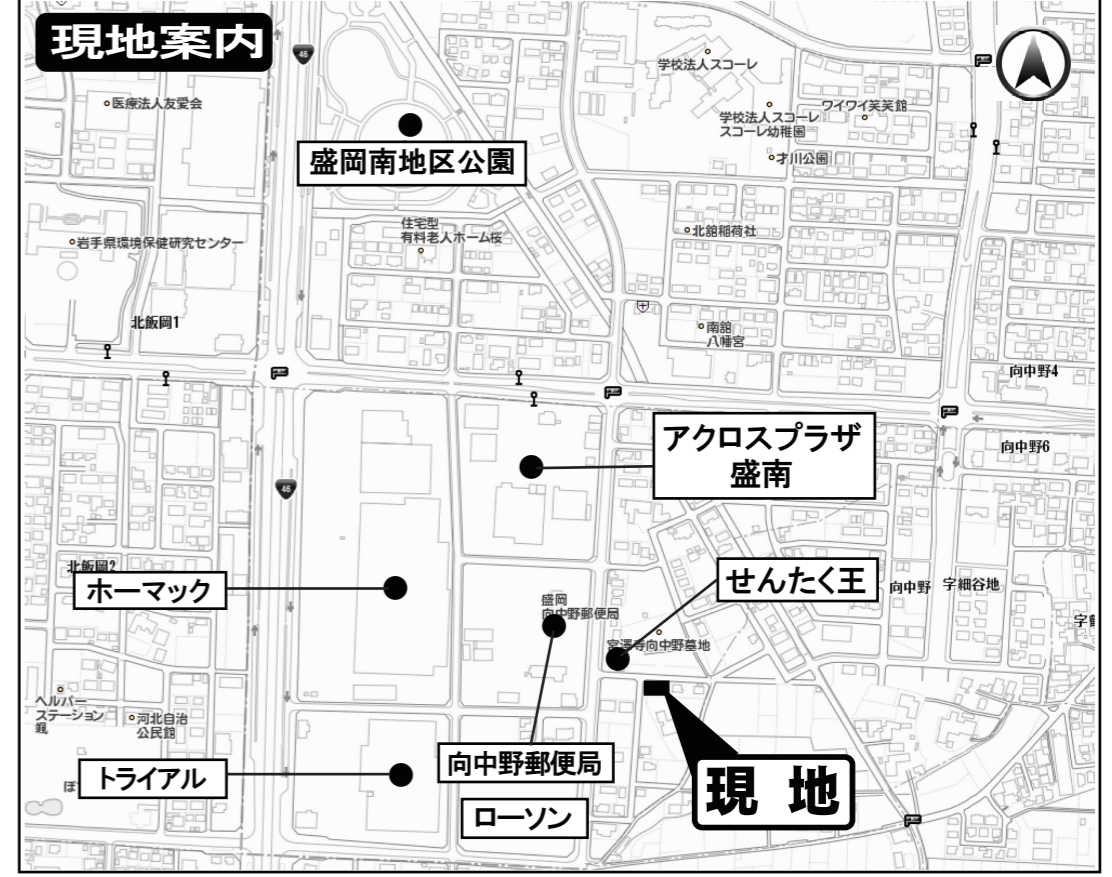 現地案内
46
学校法人スコーレ
医療法人友愛会
ワイワイ笑笑館
学校法人スコーレ
スコーレ幼稚園
才川公園
盛岡南地区公園
住宅型
有料老人ホーム桜
北舘稲荷社
岩手県環境保健研究センター
北飯岡1
南舘
八幡宮
向中野4
アクロスプラザ
盛南
向中野6
46
北飯岡2
ホーマック
せんたく王
向中野
字細谷地
盛岡
向中野郵便局
宮澤寺向中野墓地
ヘルパー
ステーション
颯
河北自治
公民館
トライアル
向中野郵便局
ローソン
現地